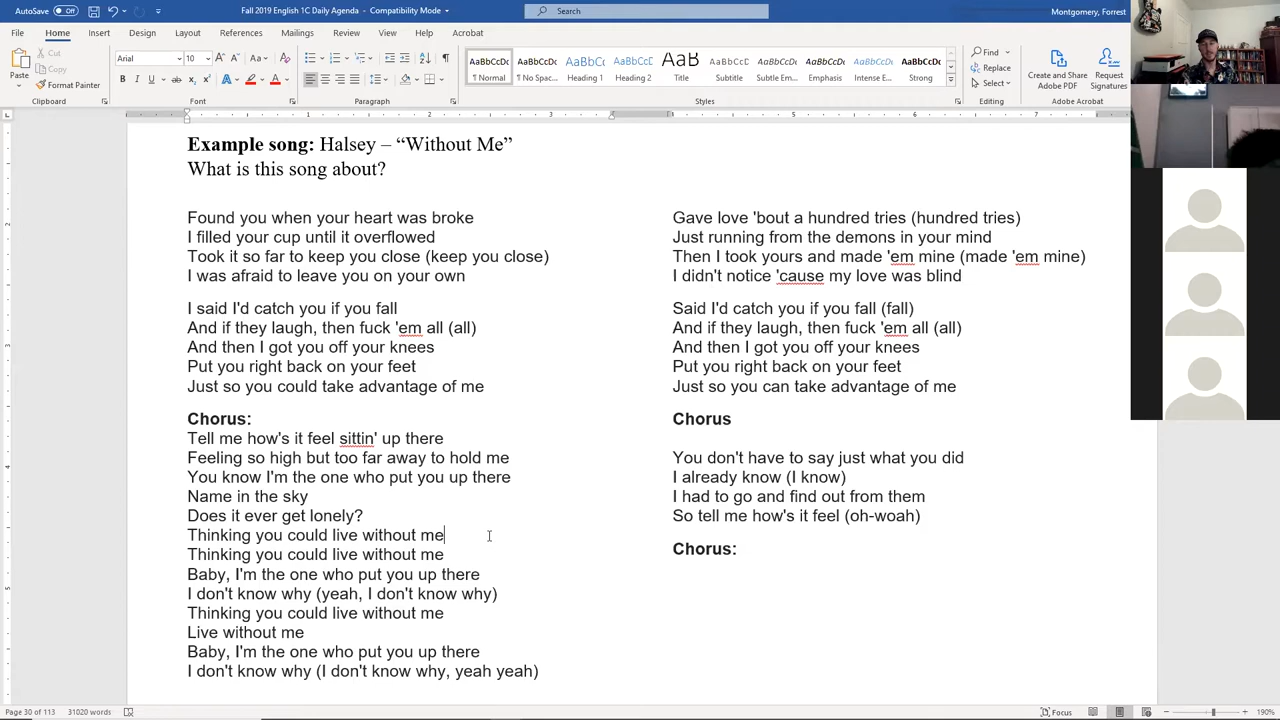 AutoSave Off
Fall 2019 English 1C Daily Agenda - Compatibility Mode
Search
Montgomery, Forrest
File Home Insert Design Layout References Mailings Review View Help Acrobat
Paste
Cut
Copy
Format Painter
Clipboard
Arial 10
Font
Paragraph
AaBbCcDc AaBbCcDc AaBbCc AaBbCcC AaB AaBbCcD AaBbCcDc AaBbCcDc AaBbCcDc AaBbCcDc
¶ Normal ¶ No Spac... Heading 1 Heading 2 Title Subtitle Subtle Em... Emphasis Intense E... Strong
Styles
Find
Replace
Select
Editing
Create and Share Adobe PDF
Request Signatures
Adobe Acrobat
Example song: Halsey – “Without Me”
What is this song about?
Found you when your heart was broke
I filled your cup until it overflowed
Took it so far to keep you close (keep you close)
I was afraid to leave you on your own
I said I'd catch you if you fall
And if they laugh, then fuck 'em all (all)
And then I got you off your knees
Put you right back on your feet
Just so you could take advantage of me
Chorus:
Tell me how's it feel sittin' up there
Feeling so high but too far away to hold me
You know I'm the one who put you up there
Name in the sky
Does it ever get lonely?
Thinking you could live without me
Thinking you could live without me
Baby, I'm the one who put you up there
I don't know why (yeah, I don't know why)
Thinking you could live without me
Live without me
Baby, I'm the one who put you up there
I don't know why (I don't know why, yeah yeah)
Gave love 'bout a hundred tries (hundred tries)
Just running from the demons in your mind
Then I took yours and made 'em mine (made 'em mine)
I didn't notice 'cause my love was blind
Said I'd catch you if you fall (fall)
And if they laugh, then fuck 'em all (all)
And then I got you off your knees
Put you right back on your feet
Just so you can take advantage of me
Chorus
You don't have to say just what you did
I already know (I know)
I had to go and find out from them
So tell me how's it feel (oh-woah)
Chorus:
Page 30 of 113 31020 words
Focus
190%